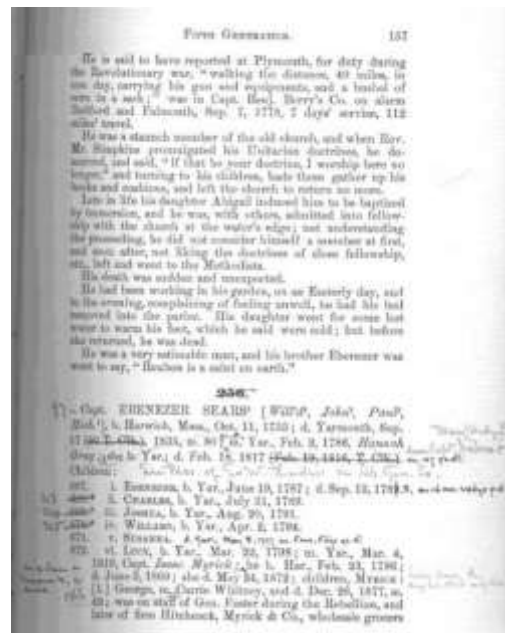 FIFTH GENERATION. 157
He is said to have reported at Plymouth, for duty during
the Revolutionary war, "walking the distance, 40 miles, in
one day, carrying his gun and equipments, and a bushel of
corn in a sack;" was in Capt. Benj. Berry's Co. on alarm
Bedford and Falmouth, Sep. 7, 1778, 7 days' service, 112
miles' travel.
He was a staunch member of the old church, and when Rev.
Mr. Simpkins promulgated his Unitarian doctrines, he
and said, "If that be your doctrine, I worship here no
longer," and turning to his children, bade them gather up his
books and cushions, and left the church to return no more.
Late in life his daughter Abigail induced him to be baptized
by immersion, and he was, with others, admitted into fellow-
ship with the church at the water's edge; not understanding
the proceeding, he did not consider himself a member at first,
and soon after, not liking the doctrines of close fellowship,
etc., left and went to the Methodists.
His death was sudden and unexpected.
He had been working in his garden, on an Easterly day, and
in the evening, complaining of feeling unwell, he had his bed
removed into the parlor. His daughter went for some hot
water to warm his feet, which he said were cold; but before
she returned, he was dead.
He was a very estimable man, and his brother Ebenezer was
wont to say, "Reuben is a saint on earth."
256.
Capt. EBENEZER SEARS [Will'd, John, Paul,
Rich.], b. Harwich, Mass., Oct. 11, 1755; d. Yarmouth, Sep.
1835, m. Yar., Feb. 2, 1786, Hannah
Gray; she b. Yar.; d. Feb. 1817
Children:
i. EBENEZER, b. Yar., June 19, 1787; d. Sep. 12,
ii. CHARLES, b. Yar., July 21, 1789.
iii. JOSHUA, b. Yar., Aug. 20, 1791.
iv. WILLARD, b. Yar., Apr. 2,
871. v. SUSANNA
872. vi. LUCY, b. Yar., Mar. 22, 1798; m. Yar., Mar. 4,
1819, Capt. Isaac Myrick; he b. Har., Feb. 23, 1786;
d. June 1869; she d. May 24, 1872; children, MYRICK:
[1.] George, m. Carrie Whitney, and d. Dec. 28, 1877,
was on staff of Gen. Foster during the Rebellion, and
later of firm Hitchcock, Myrick & Co., wholesale grocers